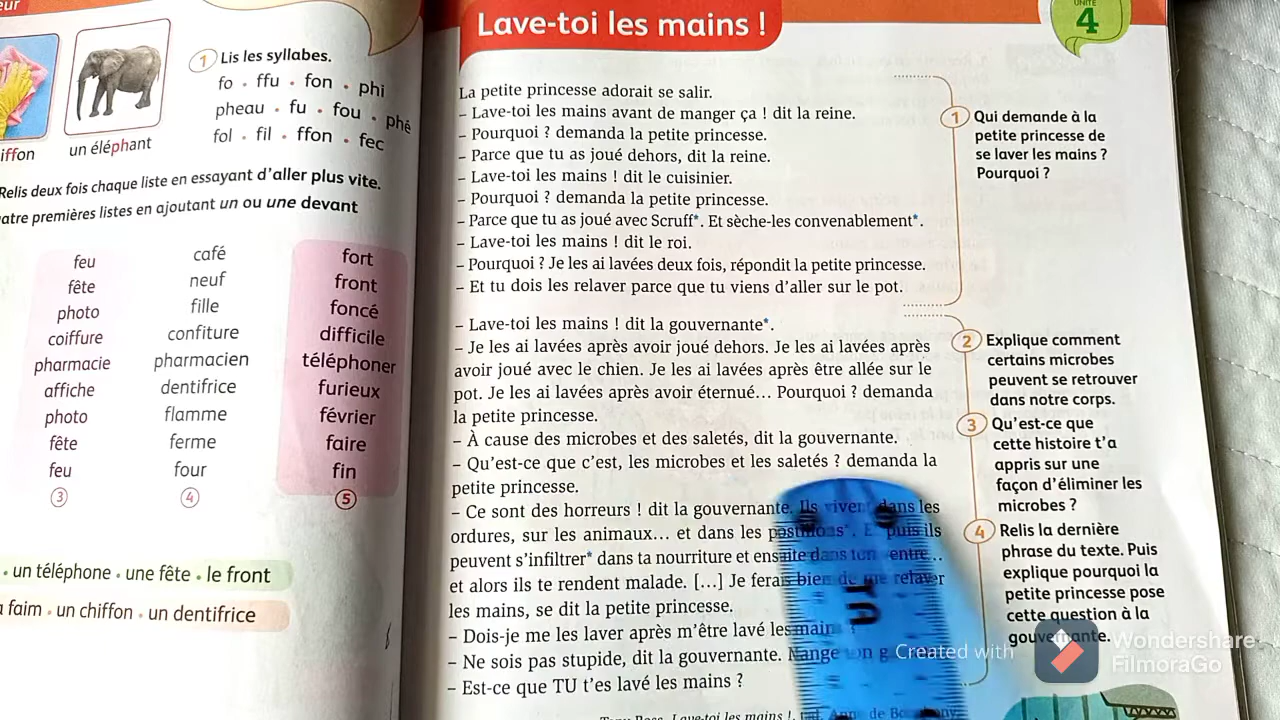 eur
iffon
un éléphant
1 Lis les syllabes.
fo • ffu • fon • phi
pheau • fu • fou • phé
fol • fil • ffon • fec
Relis deux fois chaque liste en essayant d'aller plus vite.
atre premières listes en ajoutant un ou une devant
feu
fête
photo
coiffure
pharmacie
affiche
photo
fête
feu
3
café
neuf
fille
confiture
pharmacien
dentifrice
flamme
ferme
four
4
fort
front
foncé
difficile
téléphoner
furieux
février
faire
fin
5
• un téléphone • une fête • le front
faim • un chiffon • un dentifrice
Lave-toi les mains !
UNITÉ
4
La petite princesse adorait se salir.
– Lave-toi les mains avant de manger ça ! dit la reine.
– Pourquoi ? demanda la petite princesse.
– Parce que tu as joué dehors, dit la reine.
– Lave-toi les mains ! dit le cuisinier.
– Pourquoi ? demanda la petite princesse.
– Parce que tu as joué avec Scruff*. Et sèche-les convenablement*.
– Lave-toi les mains ! dit le roi.
– Pourquoi ? Je les ai lavées deux fois, répondit la petite princesse.
– Et tu dois les relaver parce que tu viens d'aller sur le pot.
– Lave-toi les mains ! dit la gouvernante*.
– Je les ai lavées après avoir joué dehors. Je les ai lavées après
avoir joué avec le chien. Je les ai lavées après être allée sur le
pot. Je les ai lavées après avoir éternué… Pourquoi ? demanda
la petite princesse.
– À cause des microbes et des saletés, dit la gouvernante.
– Qu'est-ce que c'est, les microbes et les saletés ? demanda la
petite princesse.
– Ce sont des horreurs ! dit la gouvernante. Ils vivent dans les
ordures, sur les animaux… et dans les postillons*. Et puis ils
peuvent s'infiltrer* dans ta nourriture et ensuite dans ton ventre…
et alors ils te rendent malade. […] Je ferais bien de me relaver
les mains, se dit la petite princesse.
– Dois-je me les laver après m'être lavé les mains ?
– Ne sois pas stupide, dit la gouvernante. Mange ton
– Est-ce que TU t'es lavé les mains ?
Lave-toi les mains !
1 Qui demande à la
petite princesse de
se laver les mains ?
Pourquoi ?
2 Explique comment
certains microbes
peuvent se retrouver
dans notre corps.
3 Qu'est-ce que
cette histoire t'a
appris sur une
façon d'éliminer les
microbes ?
4 Relis la dernière
phrase du texte. Puis
explique pourquoi la
petite princesse pose
cette question à la
gouvernante.
Created with
Wondershare
FilmoraGo